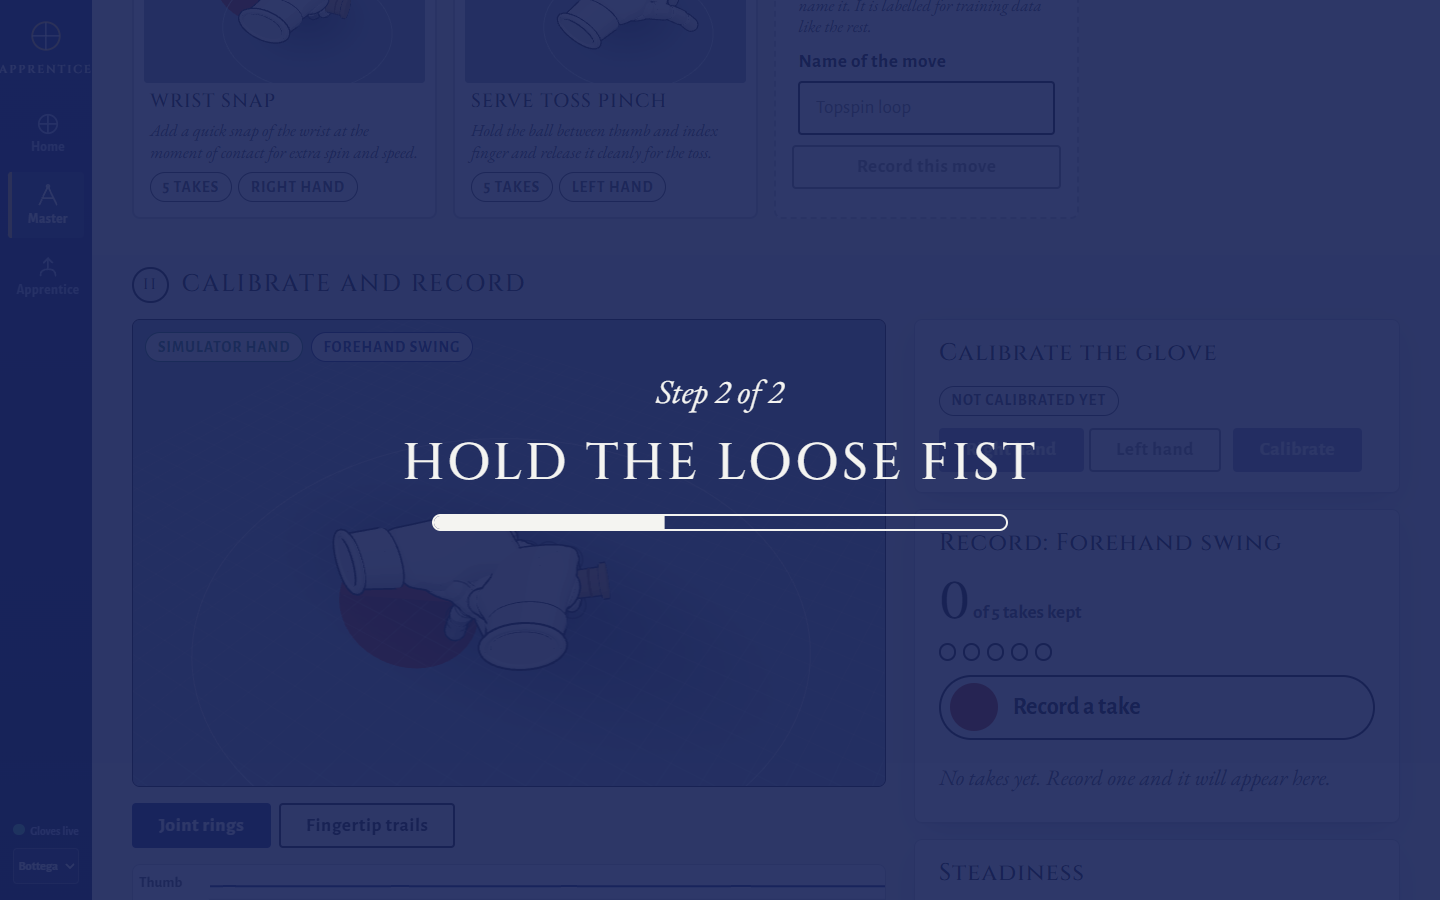 APPRENTICE
Home
Master
Apprentice
Gloves live
Bottega
WRIST SNAP
Add a quick snap of the wrist at the
moment of contact for extra spin and speed.
5 TAKES
RIGHT HAND
SERVE TOSS PINCH
Hold the ball between thumb and index
finger and release it cleanly for the toss.
5 TAKES
LEFT HAND
name it. It is labelled for training data
like the rest.
Name of the move
Topspin loop
Record this move
II
CALIBRATE AND RECORD
SIMULATOR HAND
FOREHAND SWING
Step 2 of 2
HOLD THE LOOSE FIST
Joint rings
Fingertip trails
Thumb
CALIBRATE THE GLOVE
NOT CALIBRATED YET
hand
Left hand
Calibrate
RECORD: FOREHAND SWING
0 of 5 takes kept
Record a take
No takes yet. Record one and it will appear here.
STEADINESS